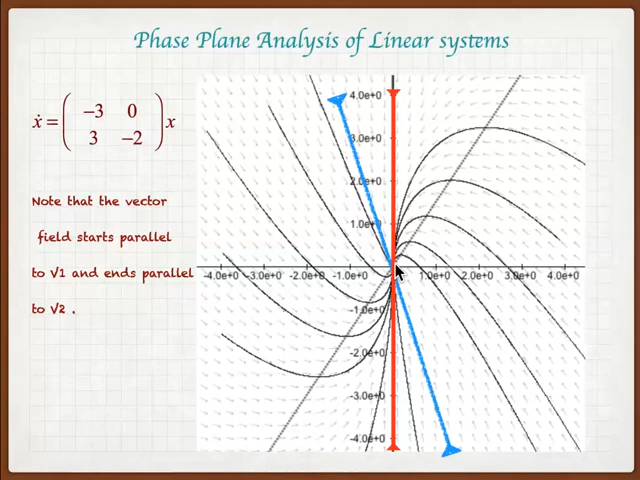 Phase Plane Analysis of Linear systems
ẋ = ( −3 0
3 −2 ) x
Note that the vector
field starts parallel
to V1 and ends parallel
to V2 .
4.0e+0
3.0e+0
2.0e+0
1.0e+0
-4.0e+0 -3.0e+0 -2.0e+0 -1.0e+0 1.0e+0 2.0e+0 3.0e+0 4.0e+0
-1.0e+0
-2.0e+0
-3.0e+0
-4.0e+0